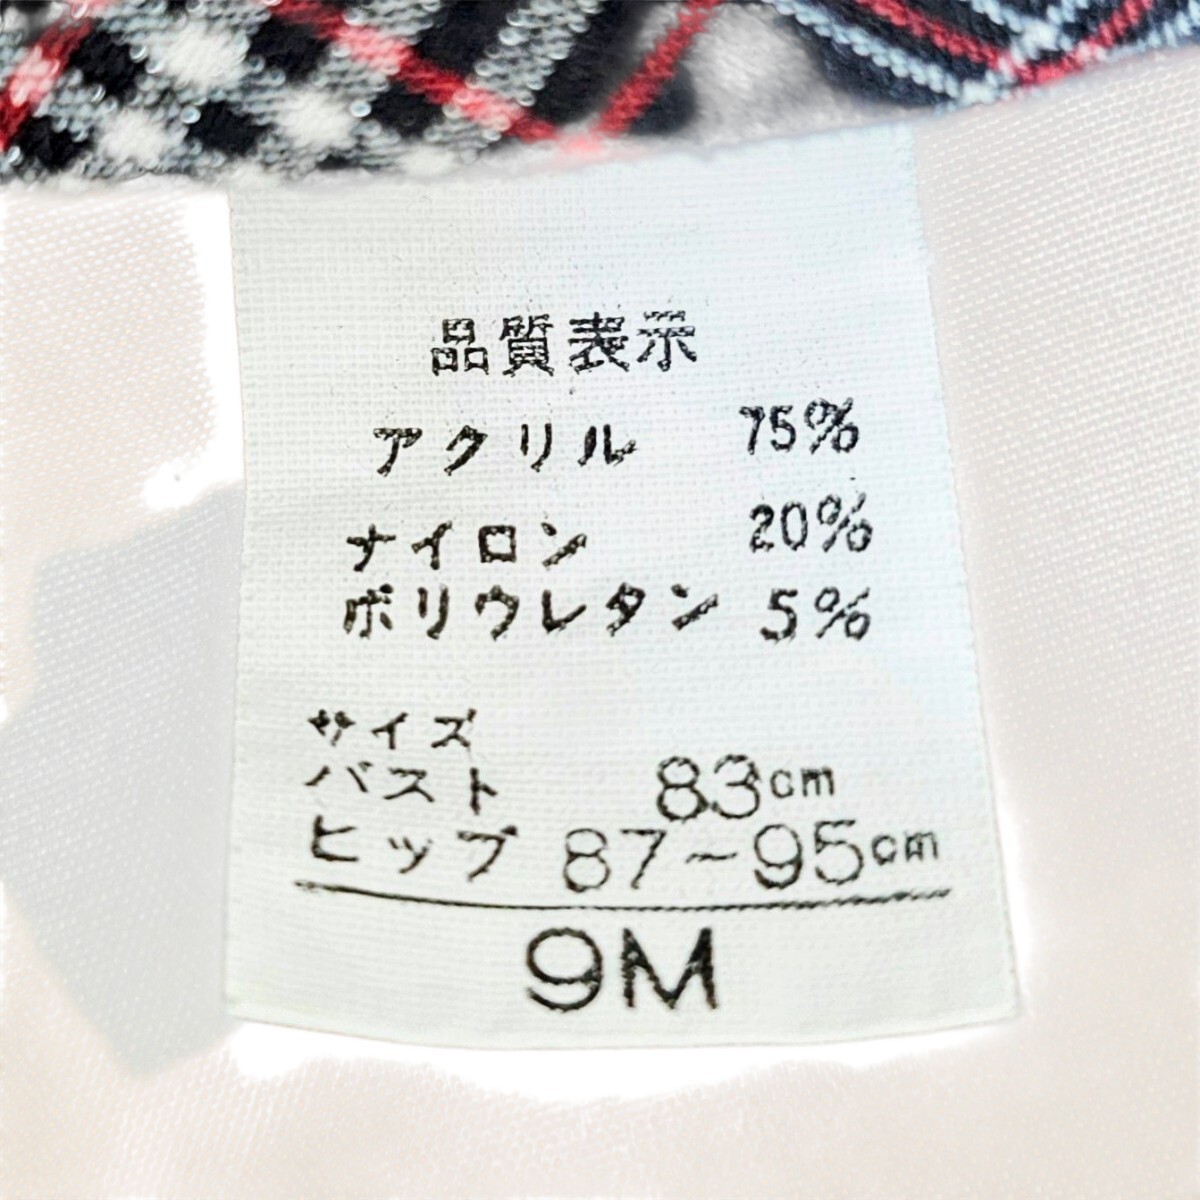 品質表示
アクリル 75%
ナイロン 20%
ポリウレタン 5%
サイズ
バスト 83cm
ヒップ 87~95cm
9M